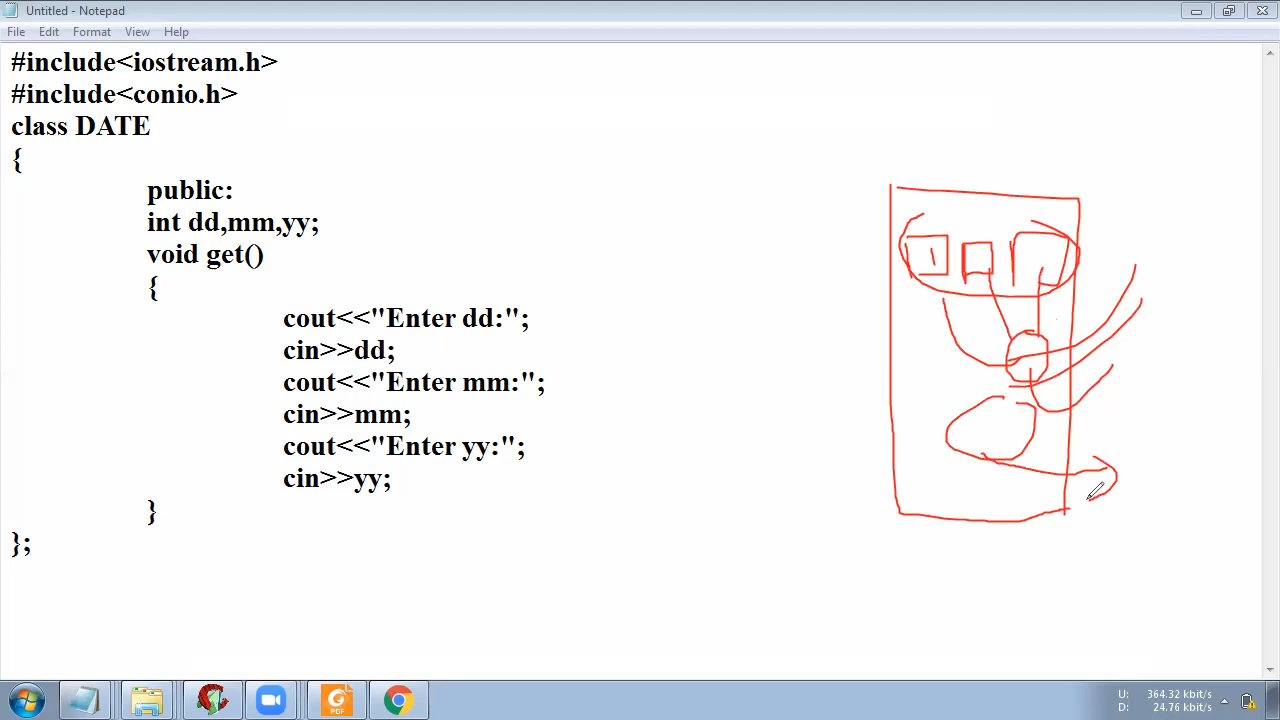 Untitled - Notepad
File Edit Format View Help
#include<iostream.h>
#include<conio.h>
class DATE
{
public:
int dd,mm,yy;
void get()
{
cout<<"Enter dd:";
cin>>dd;
cout<<"Enter mm:";
cin>>mm;
cout<<"Enter yy:";
cin>>yy;
}
};
PDF
U: 364.32 kbit/s
D: 24.76 kbit/s